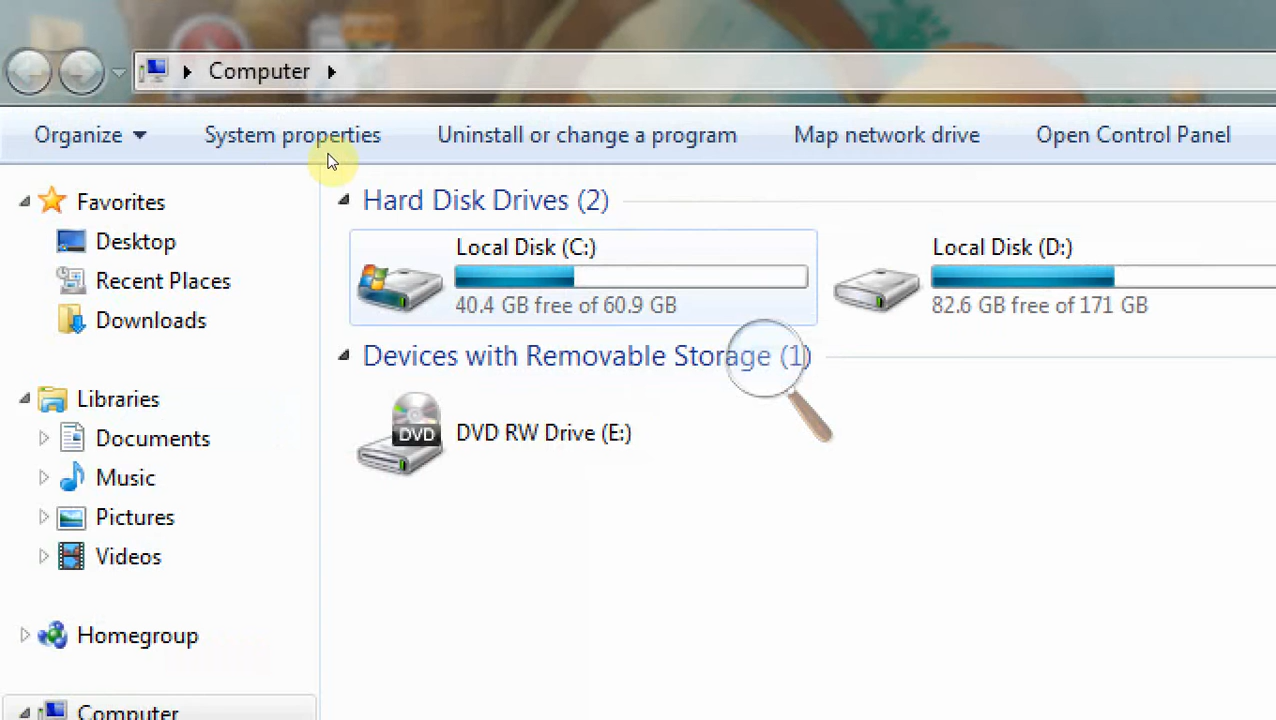 Computer
Organize
System properties
Uninstall or change a program
Map network drive
Open Control Panel
Favorites
Desktop
Recent Places
Downloads
Libraries
Documents
Music
Pictures
Videos
Homegroup
Computer
Hard Disk Drives (2)
Local Disk (C:)
40.4 GB free of 60.9 GB
Local Disk (D:)
82.6 GB free of 171 GB
Devices with Removable Storage (1)
DVD
DVD RW Drive (E:)